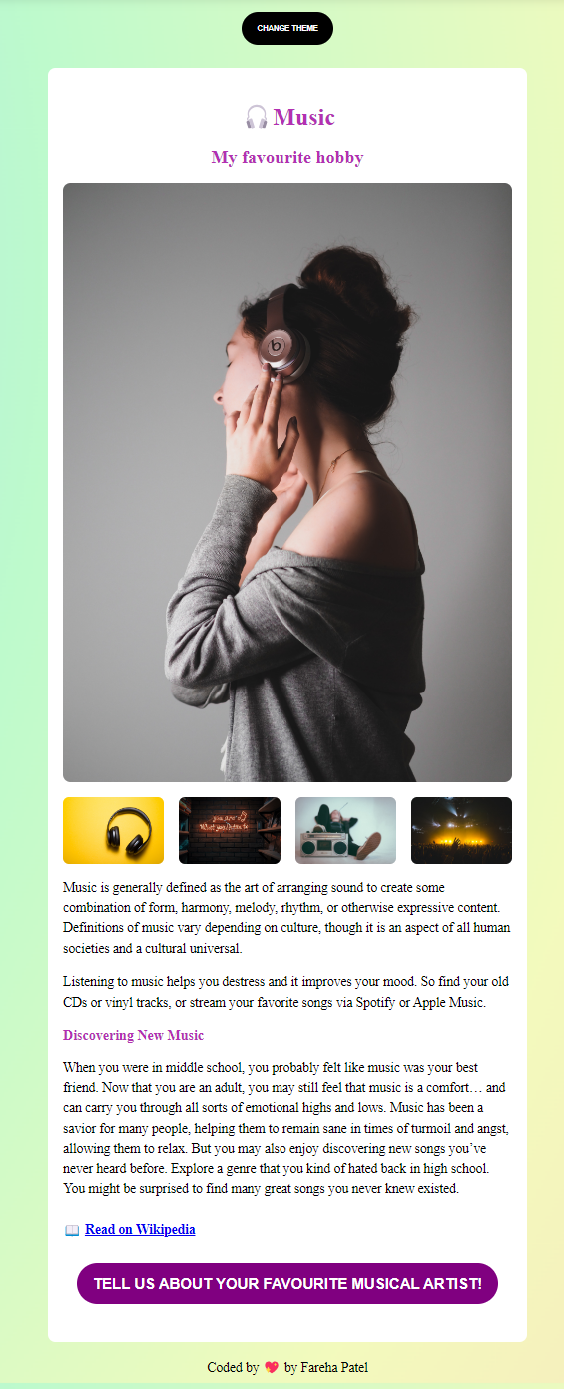 CHANGE THEME
🎧 Music
My favourite hobby
b
you are
What you listen to
Music is generally defined as the art of arranging sound to create some
combination of form, harmony, melody, rhythm, or otherwise expressive content.
Definitions of music vary depending on culture, though it is an aspect of all human
societies and a cultural universal.
Listening to music helps you destress and it improves your mood. So find your old
CDs or vinyl tracks, or stream your favorite songs via Spotify or Apple Music.
Discovering New Music
When you were in middle school, you probably felt like music was your best
friend. Now that you are an adult, you may still feel that music is a comfort… and
can carry you through all sorts of emotional highs and lows. Music has been a
savior for many people, helping them to remain sane in times of turmoil and angst,
allowing them to relax. But you may also enjoy discovering new songs you’ve
never heard before. Explore a genre that you kind of hated back in high school.
You might be surprised to find many great songs you never knew existed.
📖 Read on Wikipedia
TELL US ABOUT YOUR FAVOURITE MUSICAL ARTIST!
Coded by 💖 by Fareha Patel